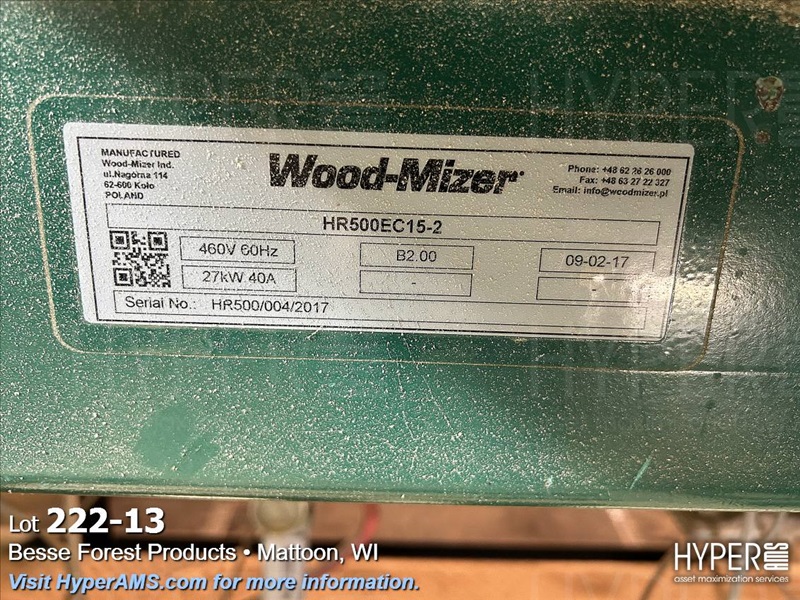 MANUFACTURED
Wood-Mizer Ind.
ul.Nagórna 114
62-600 Koło
POLAND
Wood-Mizer
Phone: +48 62 26 26 000
Fax: +48 63 27 22 327
Email: info@woodmizer.pl
HR500EC15-2
460V 60Hz
B2.00
09-02-17
27kW 40A
-
-
Serial No.: HR500/004/2017
HYPER
Lot 222-13
Besse Forest Products • Mattoon, WI
Visit HyperAMS.com for more information.
HYPER AMS
asset maximization services